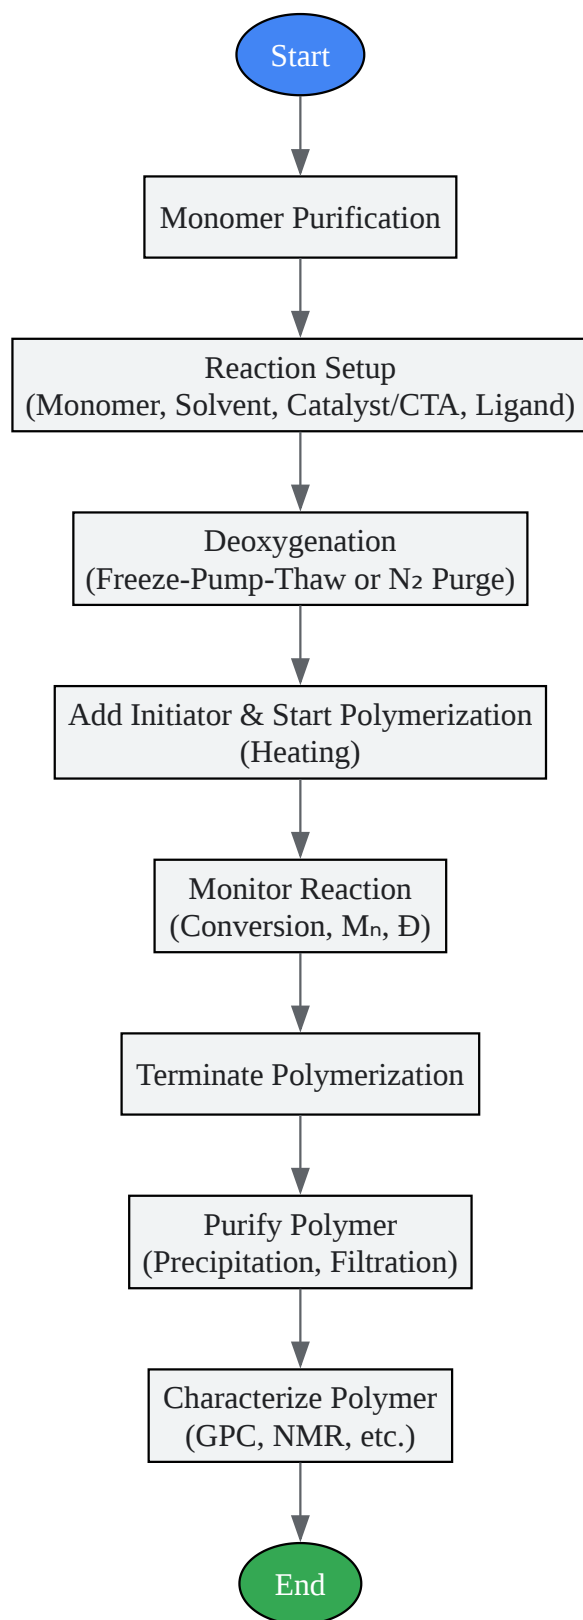 Start
Monomer Purification
Reaction Setup
(Monomer, Solvent, Catalyst/CTA, Ligand)
Deoxygenation
(Freeze-Pump-Thaw or N₂ Purge)
Add Initiator & Start Polymerization
(Heating)
Monitor Reaction
(Conversion, Mₙ, Đ)
Terminate Polymerization
Purify Polymer
(Precipitation, Filtration)
Characterize Polymer
(GPC, NMR, etc.)
End